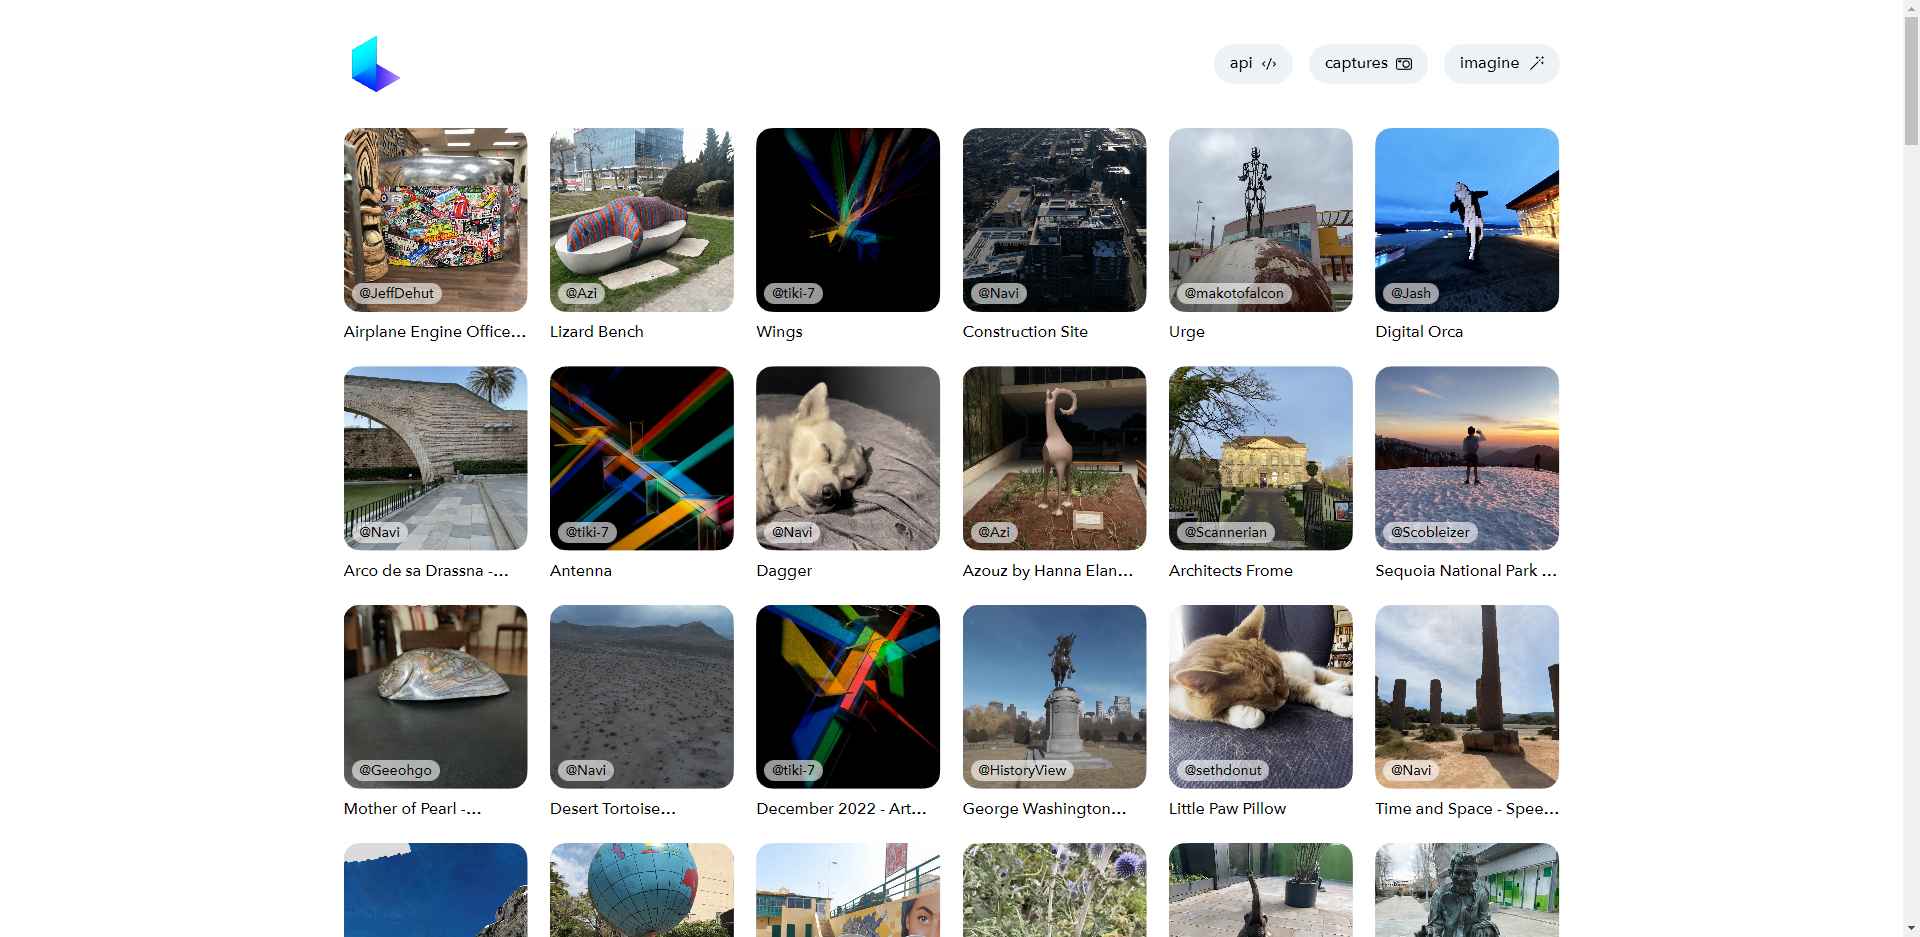 api </>
captures
imagine
@JeffDehut
@Azi
@tiki-7
@Navi
@makotofalcon
@Jash
Airplane Engine Office...
Lizard Bench
Wings
Construction Site
Urge
Digital Orca
@Navi
@tiki-7
@Navi
@Azi
@Scannerian
@Scobleizer
Arco de sa Drassna -...
Antenna
Dagger
Azouz by Hanna Elan...
Architects Frome
Sequoia National Park ...
@Geeohgo
@Navi
@tiki-7
@HistoryView
@sethdonut
@Navi
Mother of Pearl -...
Desert Tortoise...
December 2022 - Art...
George Washington...
Little Paw Pillow
Time and Space - Spee...